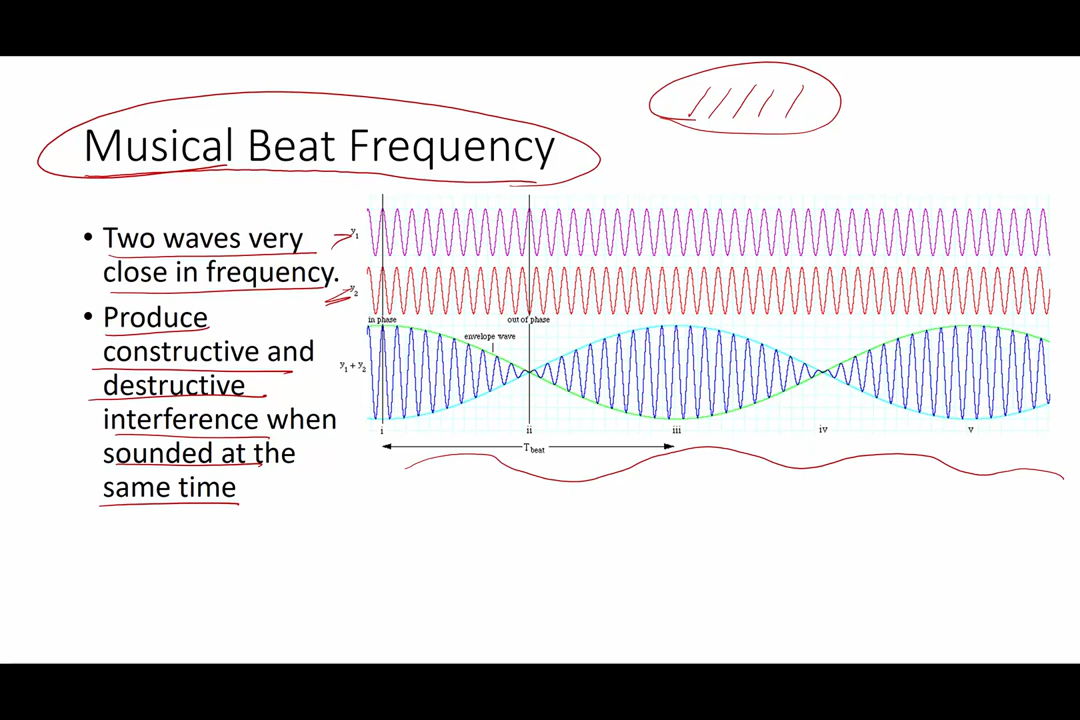 Musical Beat Frequency
• Two waves very
close in frequency.
• Produce
constructive and
destructive
interference when
sounded at the
same time
y1
y2
in phase
out of phase
envelope wave
y1 + y2
i
ii
iii
iv
v
Tbeat